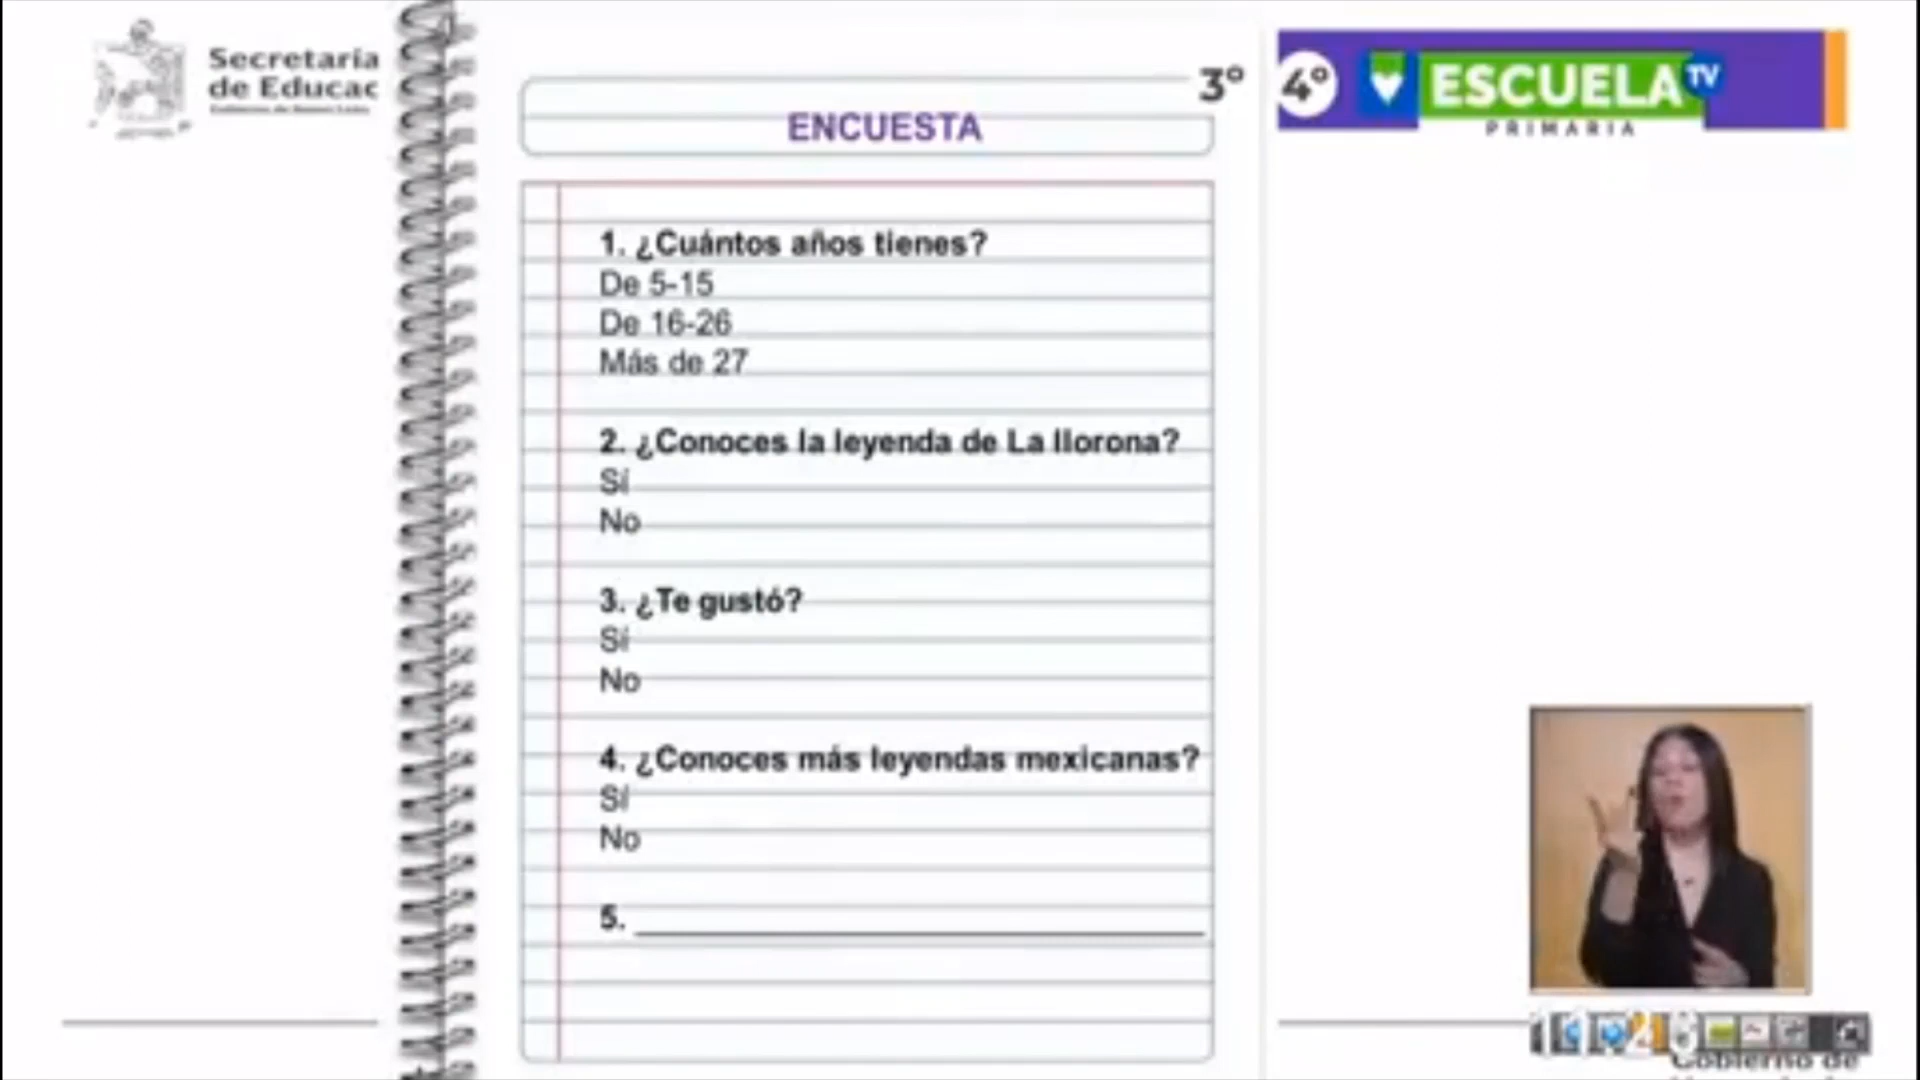 Secretaría
de Educac
3° 4° ESCUELA TV
PRIMARIA
ENCUESTA
1. ¿Cuántos años tienes?
De 5-15
De 16-26
Más de 27
2. ¿Conoces la leyenda de La llorona?
Sí
No
3. ¿Te gustó?
Sí
No
4. ¿Conoces más leyendas mexicanas?
Sí
No
5.
Gobierno de